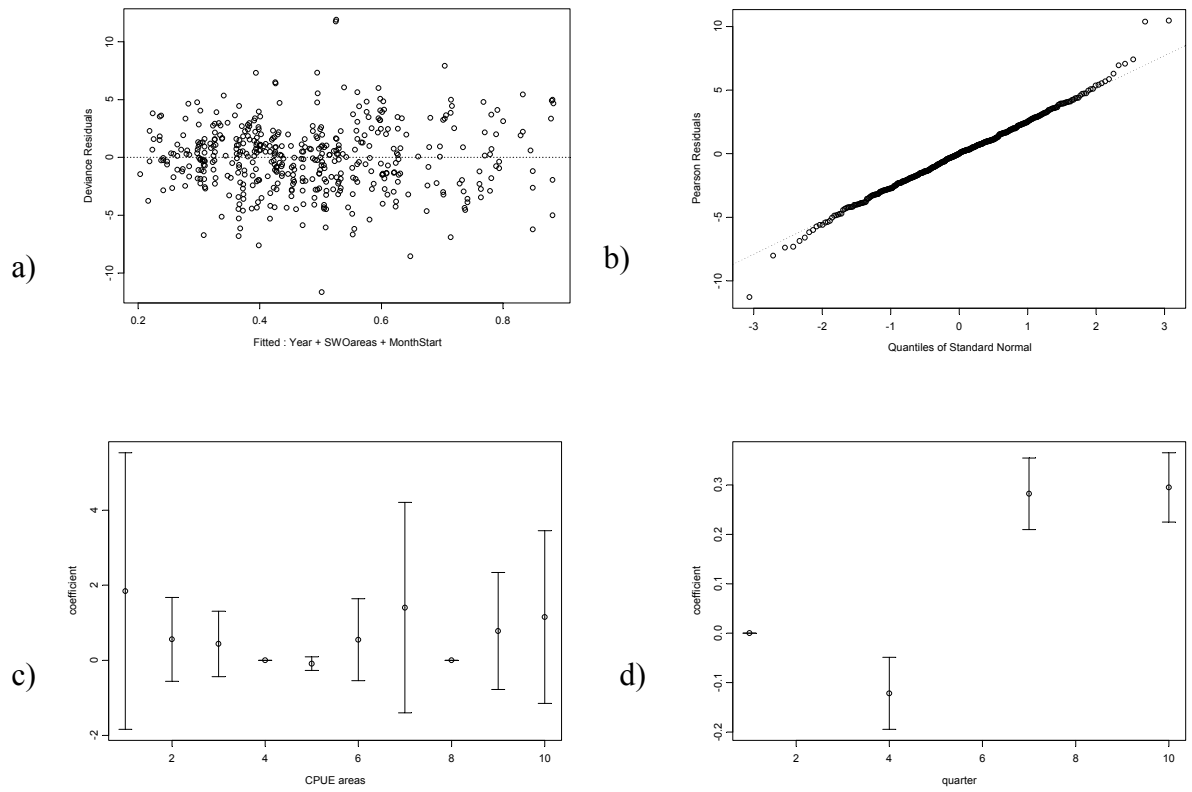 a)
Deviance Residuals
10
5
0
-5
-10
0.2 0.4 0.6 0.8
Fitted : Year + SWOareas + MonthStart
b)
Pearson Residuals
10
5
0
-5
-10
-3 -2 -1 0 1 2 3
Quantiles of Standard Normal
c)
coefficient
4
2
0
-2
2 4 6 8 10
CPUE areas
d)
coefficient
0.3
0.2
0.1
0.0
-0.1
-0.2
2 4 6 8 10
quarter